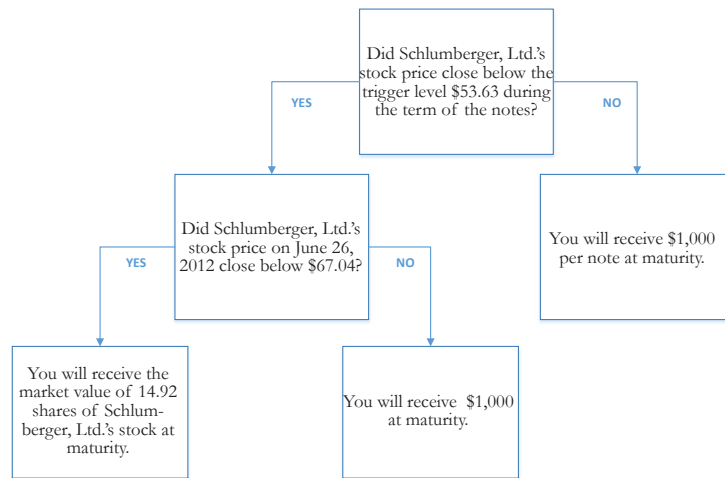 Did Schlumberger, Ltd.'s
stock price close below the
trigger level $53.63 during
the term of the notes?
YES
NO
Did Schlumberger, Ltd.'s
stock price on June 26,
2012 close below $67.04?
You will receive $1,000
per note at maturity.
YES
NO
You will receive the
market value of 14.92
shares of Schlum-
berger, Ltd.'s stock at
maturity.
You will receive $1,000
at maturity.